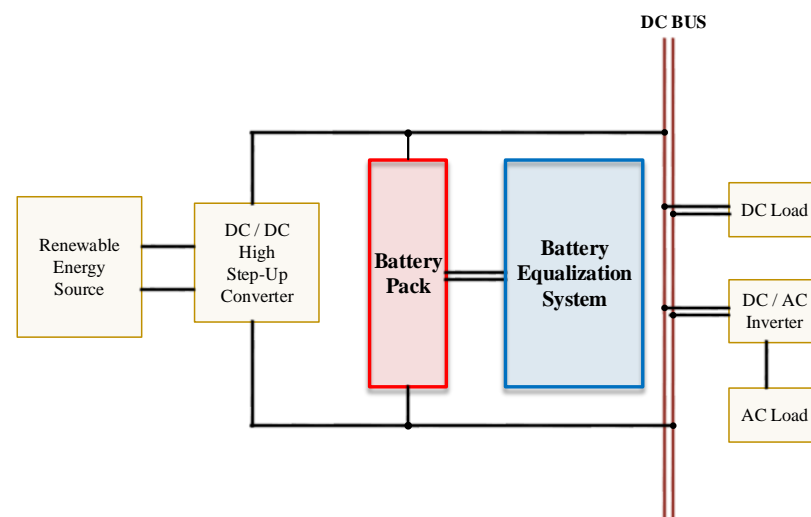 DC BUS
Renewable
Energy
Source
DC / DC
High
Step-Up
Converter
Battery
Pack
Battery
Equalization
System
DC Load
DC / AC
Inverter
AC Load